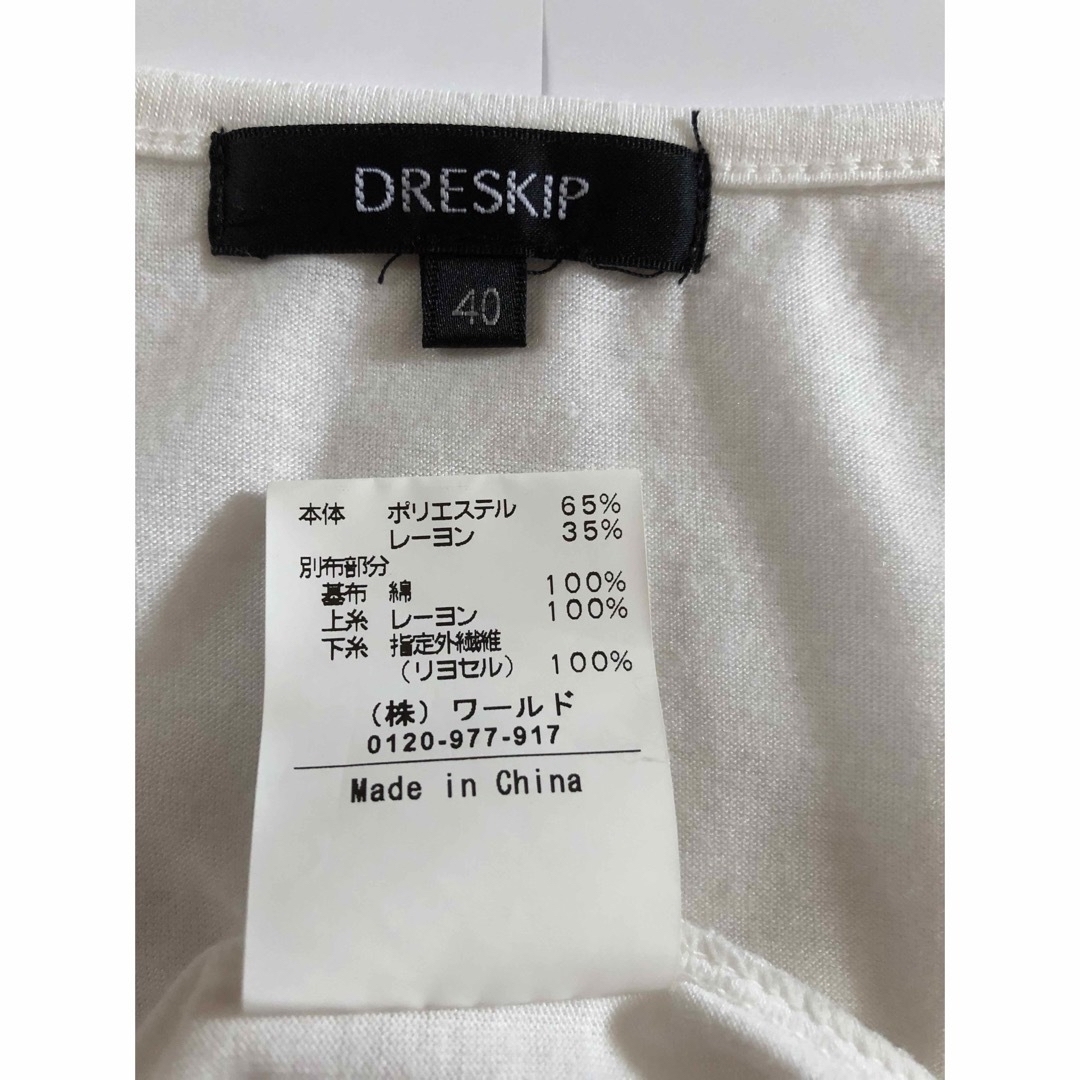 DRESKIP
40
本体 ポリエステル 65%
レーヨン 35%
別布部分
基布 綿 100%
上糸 レーヨン 100%
下糸 指定外繊維
(リヨセル) 100%
(株) ワールド
0120-977-917
Made in China